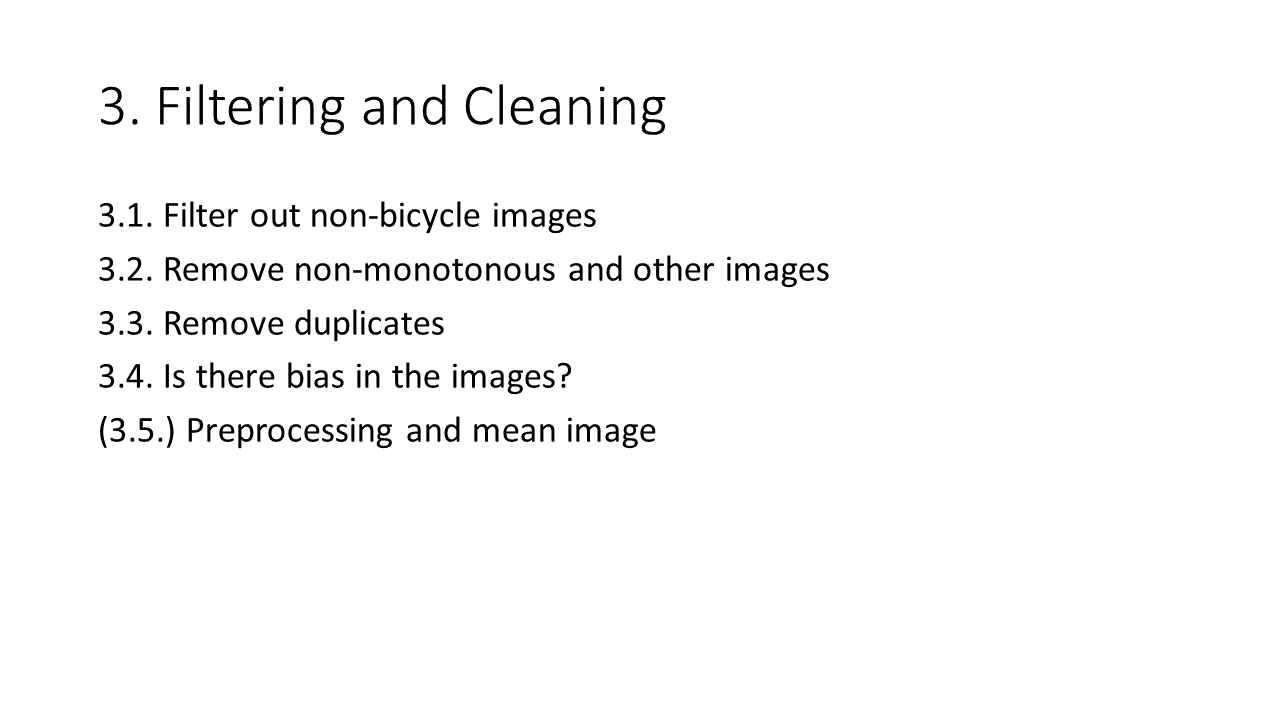 3. Filtering and Cleaning
3.1. Filter out non-bicycle images
3.2. Remove non-monotonous and other images
3.3. Remove duplicates
3.4. Is there bias in the images?
(3.5.) Preprocessing and mean image